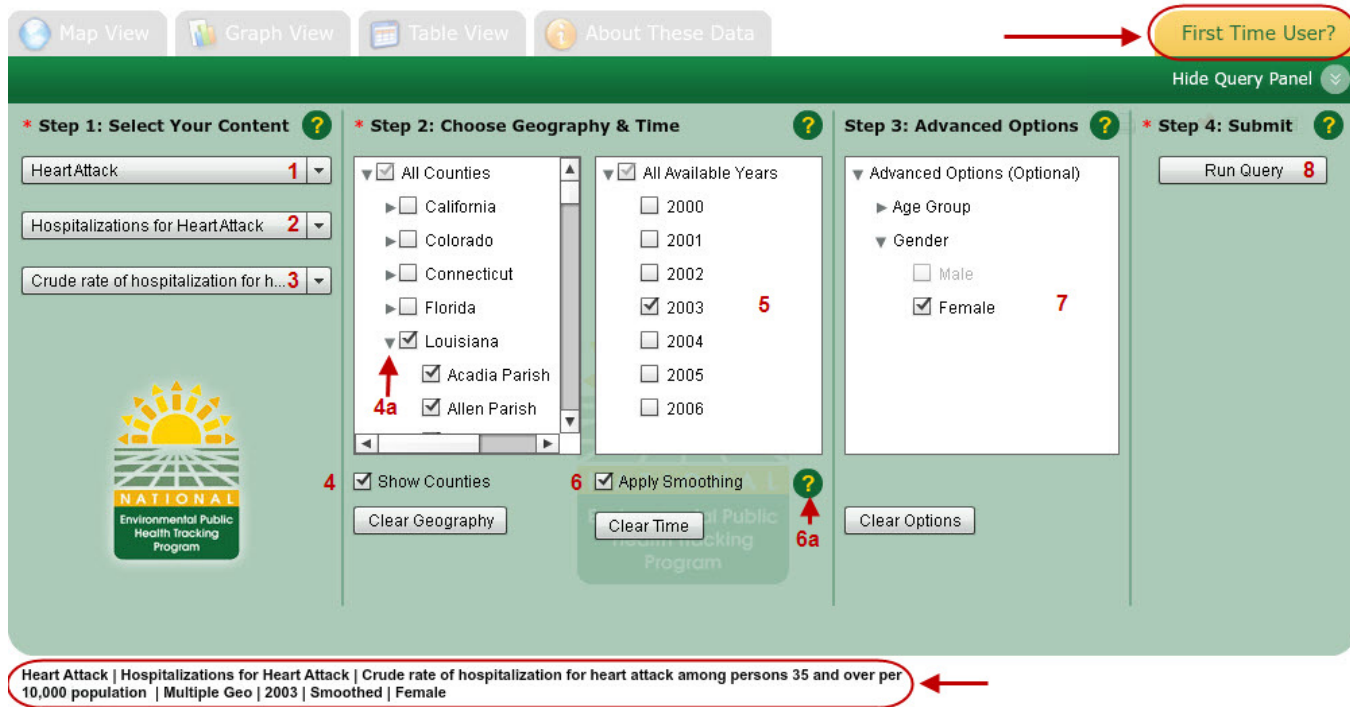 Map View
Graph View
Table View
About These Data
First Time User?
Hide Query Panel
* Step 1: Select Your Content ?
HeartAttack 1
Hospitalizations for HeartAttack 2
Crude rate of hospitalization for h... 3
NATIONAL
Environmental Public
Health Tracking
Program
* Step 2: Choose Geography & Time ?
All Counties
California
Colorado
Connecticut
Florida
Louisiana
Acadia Parish
4a
Allen Parish
4 Show Counties
Clear Geography
All Available Years
2000
2001
2002
2003 5
2004
2005
2006
6 Apply Smoothing ?
Clear Time
6a
Health Tracking
Program
Step 3: Advanced Options ?
Advanced Options (Optional)
Age Group
Gender
Male
Female 7
Clear Options
* Step 4: Submit ?
Run Query 8
Heart Attack | Hospitalizations for Heart Attack | Crude rate of hospitalization for heart attack among persons 35 and over per
10,000 population | Multiple Geo | 2003 | Smoothed | Female